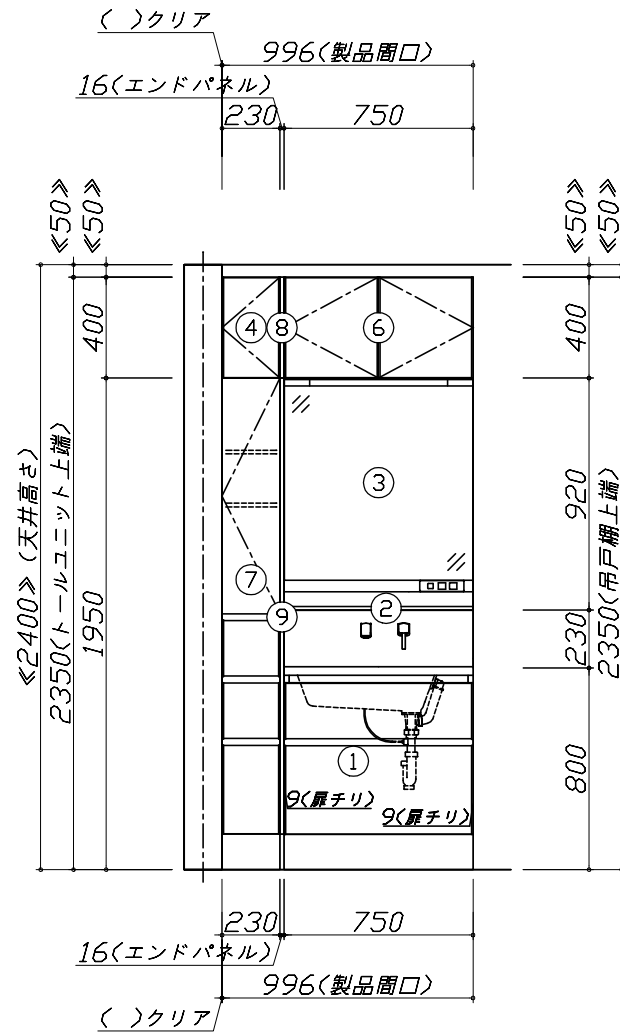 ( )クリア
996(製品間口)
16(エンドパネル)
230
750
≪50≫
≪50≫
≪50≫
≪50≫
400
400
4
8
6
3
≪2400≫(天井高さ)
2350(トールユニット上端)
1950
920
2350(吊戸棚上端)
7
9
2
230
1
800
9(扉チリ)
9(扉チリ)
230
750
16(エンドパネル)
996(製品間口)
( )クリア